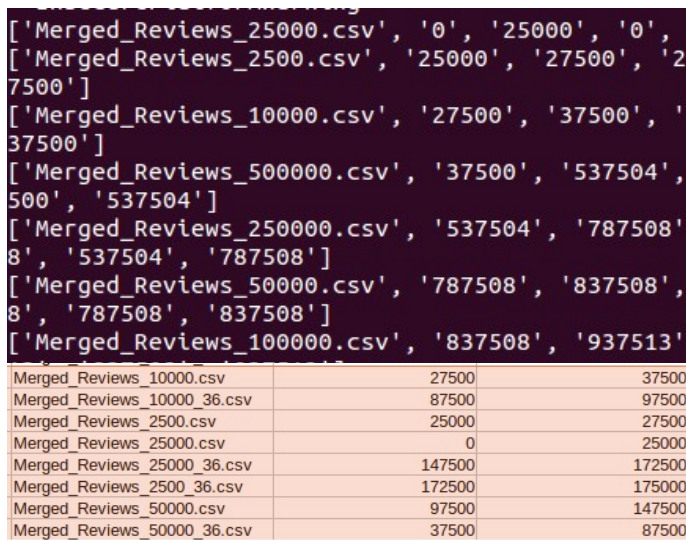 ['Merged_Reviews_25000.csv', '0', '25000', '0',
['Merged_Reviews_2500.csv', '25000', '27500', '2
7500']
['Merged_Reviews_10000.csv', '27500', '37500', '
37500']
['Merged_Reviews_500000.csv', '37500', '537504',
500', '537504']
['Merged_Reviews_250000.csv', '537504', '787508'
8', '537504', '787508']
['Merged_Reviews_50000.csv', '787508', '837508',
8', '787508', '837508']
['Merged_Reviews_100000.csv', '837508', '937513'
Merged_Reviews_10000.csv 27500 37500
Merged_Reviews_10000_36.csv 87500 97500
Merged_Reviews_2500.csv 25000 27500
Merged_Reviews_25000.csv 0 25000
Merged_Reviews_25000_36.csv 147500 172500
Merged_Reviews_2500_36.csv 172500 175000
Merged_Reviews_50000.csv 97500 147500
Merged_Reviews_50000_36.csv 37500 87500